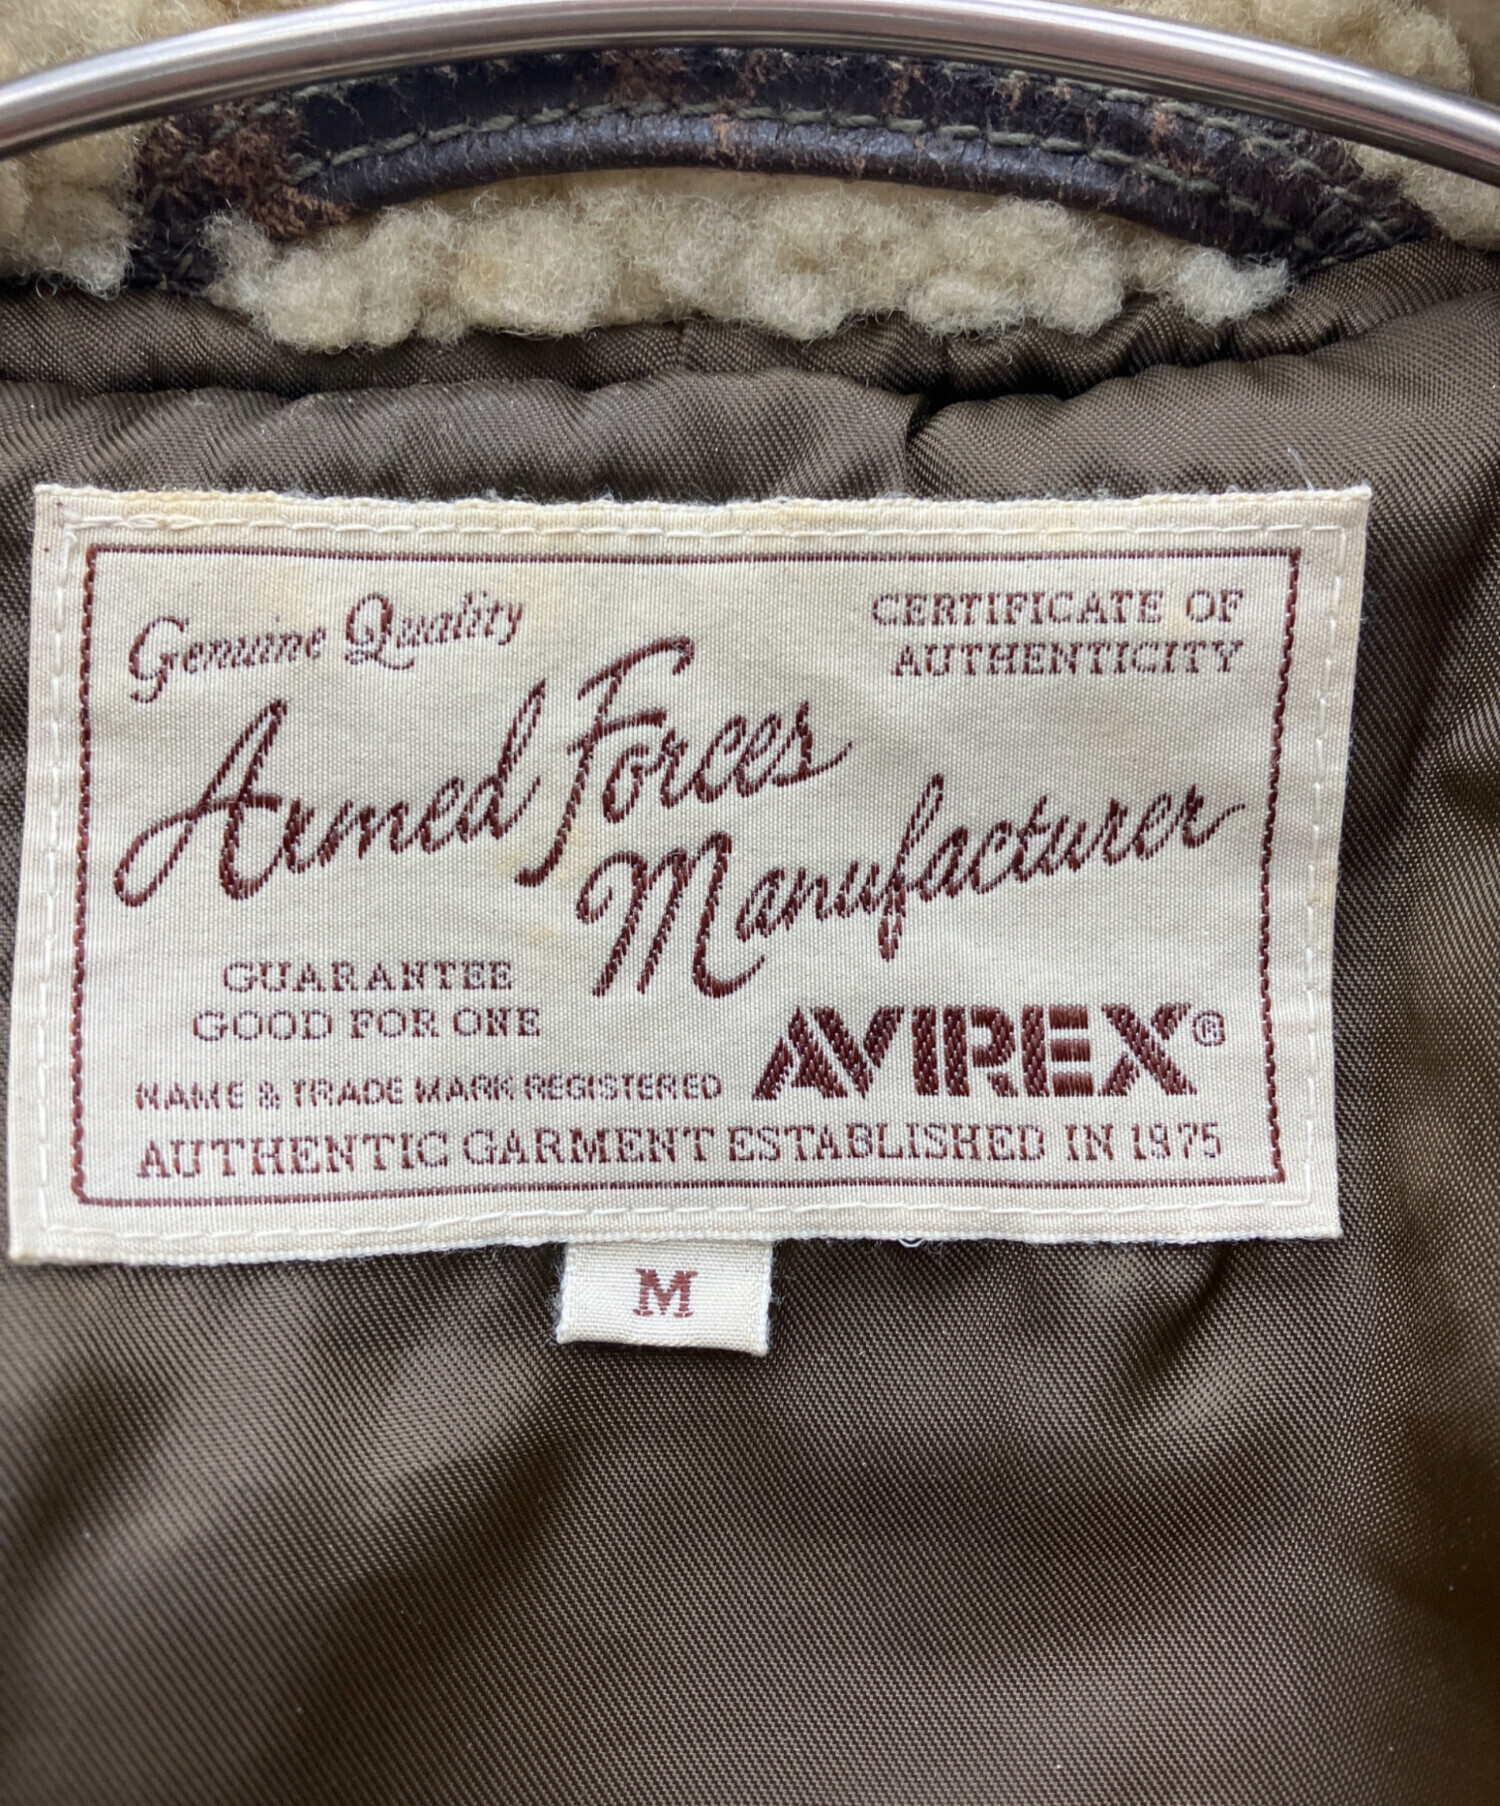 Genuine Quality
CERTIFICATE OF
AUTHENTICITY
Armed Forces
Manufacturer
GUARANTEE
GOOD FOR ONE
NAME & TRADE MARK REGISTERED
AVIREX®
AUTHENTIC GARMENT ESTABLISHED IN 1975
M